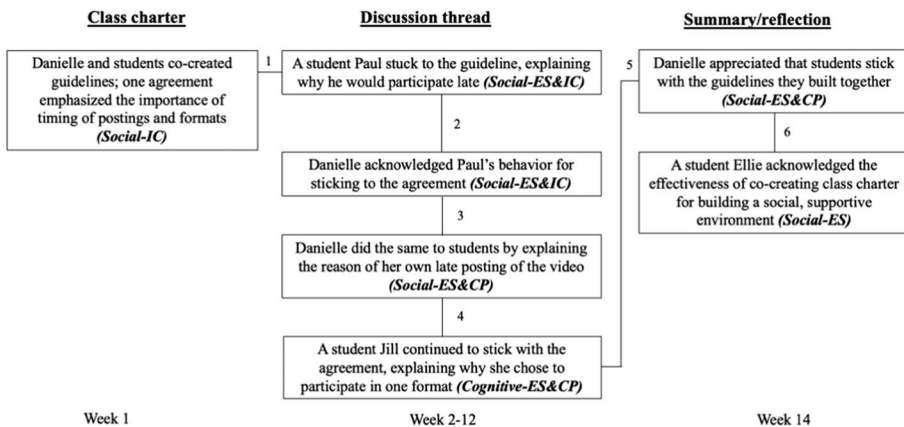 Class charter
Danielle and students co-created
guidelines; one agreement
emphasized the importance of
timing of postings and formats
(Social-IC)
1
Discussion thread
A student Paul stuck to the guideline, explaining
why he would participate late (Social-ES&IC)
2
Danielle acknowledged Paul's behavior for
sticking to the agreement (Social-ES&IC)
3
Danielle did the same to students by explaining
the reason of her own late posting of the video
(Social-ES&CP)
4
A student Jill continued to stick with the
agreement, explaining why she chose to
participate in one format (Cognitive-ES&CP)
5
Summary/reflection
Danielle appreciated that students stick
with the guidelines they built together
(Social-ES&CP)
6
A student Ellie acknowledged the
effectiveness of co-creating class charter
for building a social, supportive
environment (Social-ES)
Week 1
Week 2-12
Week 14